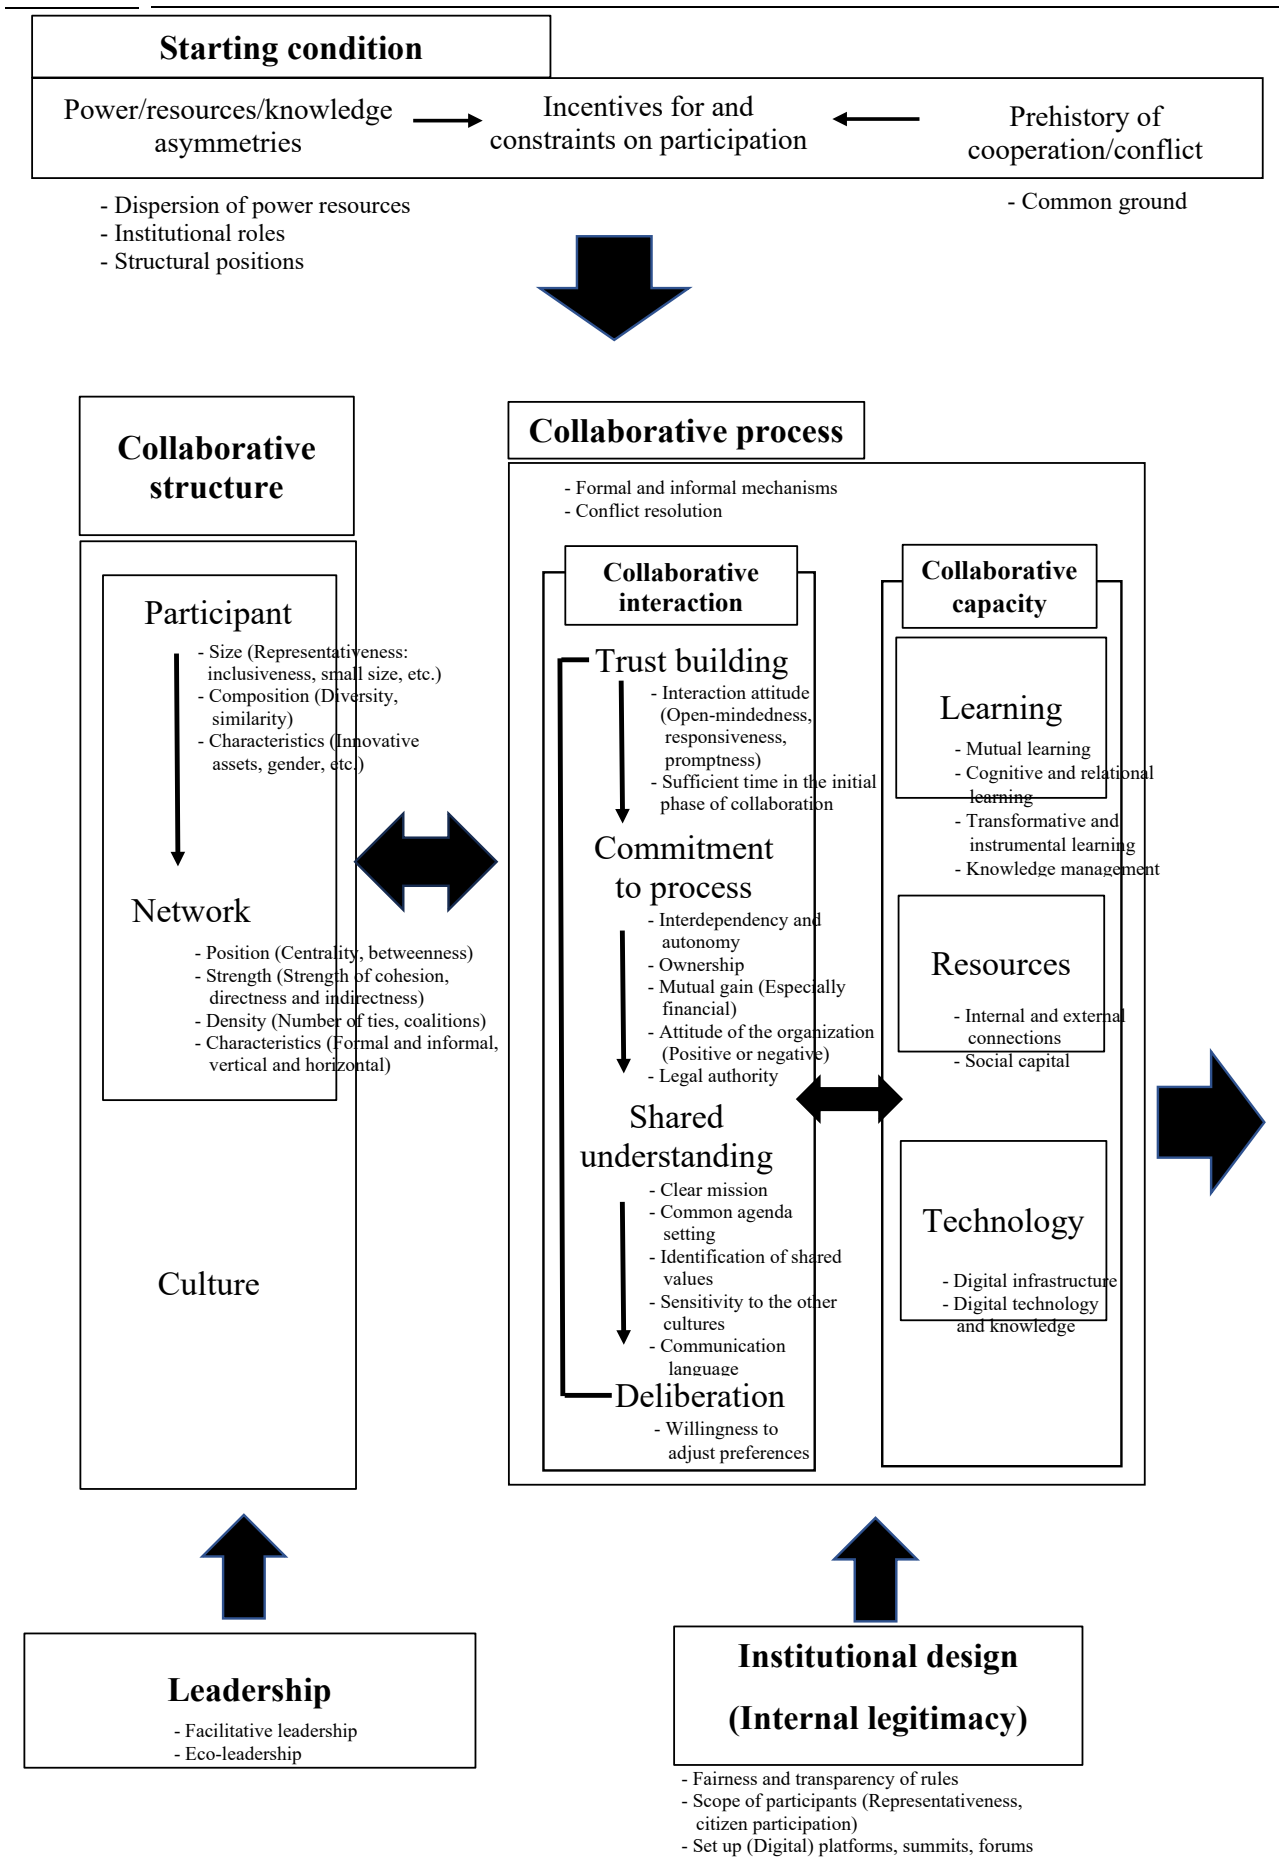 Starting condition
Power/resources/knowledge
asymmetries
Incentives for and
constraints on participation
Prehistory of
cooperation/conflict
- Dispersion of power resources
- Institutional roles
- Structural positions
- Common ground
Collaborative
structure
Participant
- Size (Representativeness:
inclusiveness, small size, etc.)
- Composition (Diversity,
similarity)
- Characteristics (Innovative
assets, gender, etc.)
Network
- Position (Centrality, betweenness)
- Strength (Strength of cohesion,
directness and indirectness)
- Density (Number of ties, coalitions)
- Characteristics (Formal and informal,
vertical and horizontal)
Culture
Collaborative process
- Formal and informal mechanisms
- Conflict resolution
Collaborative
interaction
Trust building
- Interaction attitude
(Open-mindedness,
responsiveness,
promptness)
- Sufficient time in the initial
phase of collaboration
Commitment
to process
- Interdependency and
autonomy
- Ownership
- Mutual gain (Especially
financial)
- Attitude of the organization
(Positive or negative)
- Legal authority
Shared
understanding
- Clear mission
- Common agenda
setting
- Identification of shared
values
- Sensitivity to the other
cultures
- Communication
language
Deliberation
- Willingness to
adjust preferences
Collaborative
capacity
Learning
- Mutual learning
- Cognitive and relational
learning
- Transformative and
instrumental learning
- Knowledge management
Resources
- Internal and external
connections
- Social capital
Technology
- Digital infrastructure
- Digital technology
and knowledge
Leadership
- Facilitative leadership
- Eco-leadership
Institutional design
(Internal legitimacy)
- Fairness and transparency of rules
- Scope of participants (Representativeness,
citizen participation)
- Set up (Digital) platforms, summits, forums